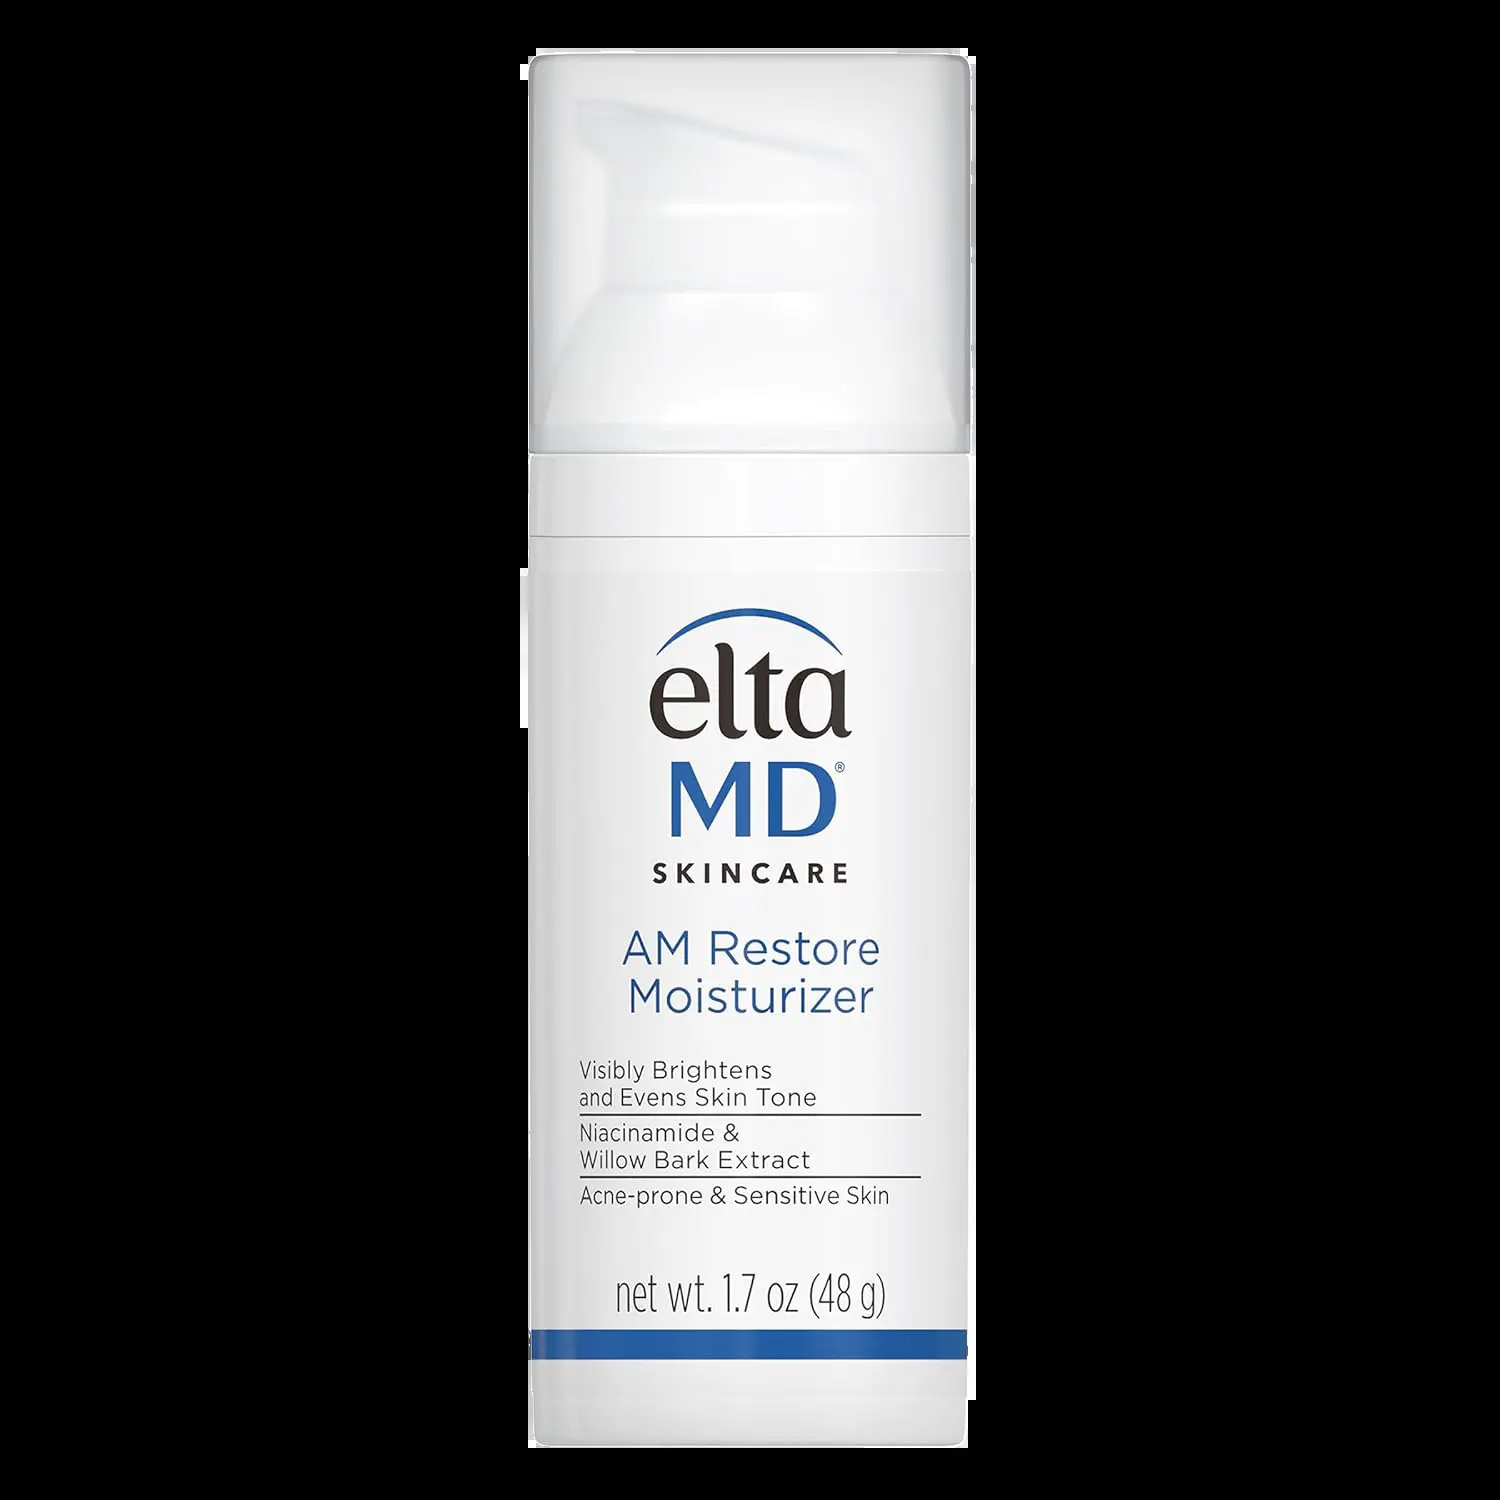 elta
MD®
SKINCARE
AM Restore
Moisturizer
Visibly Brightens
and Evens Skin Tone
Niacinamide &
Willow Bark Extract
Acne-prone & Sensitive Skin
net wt. 1.7 oz (48 g)